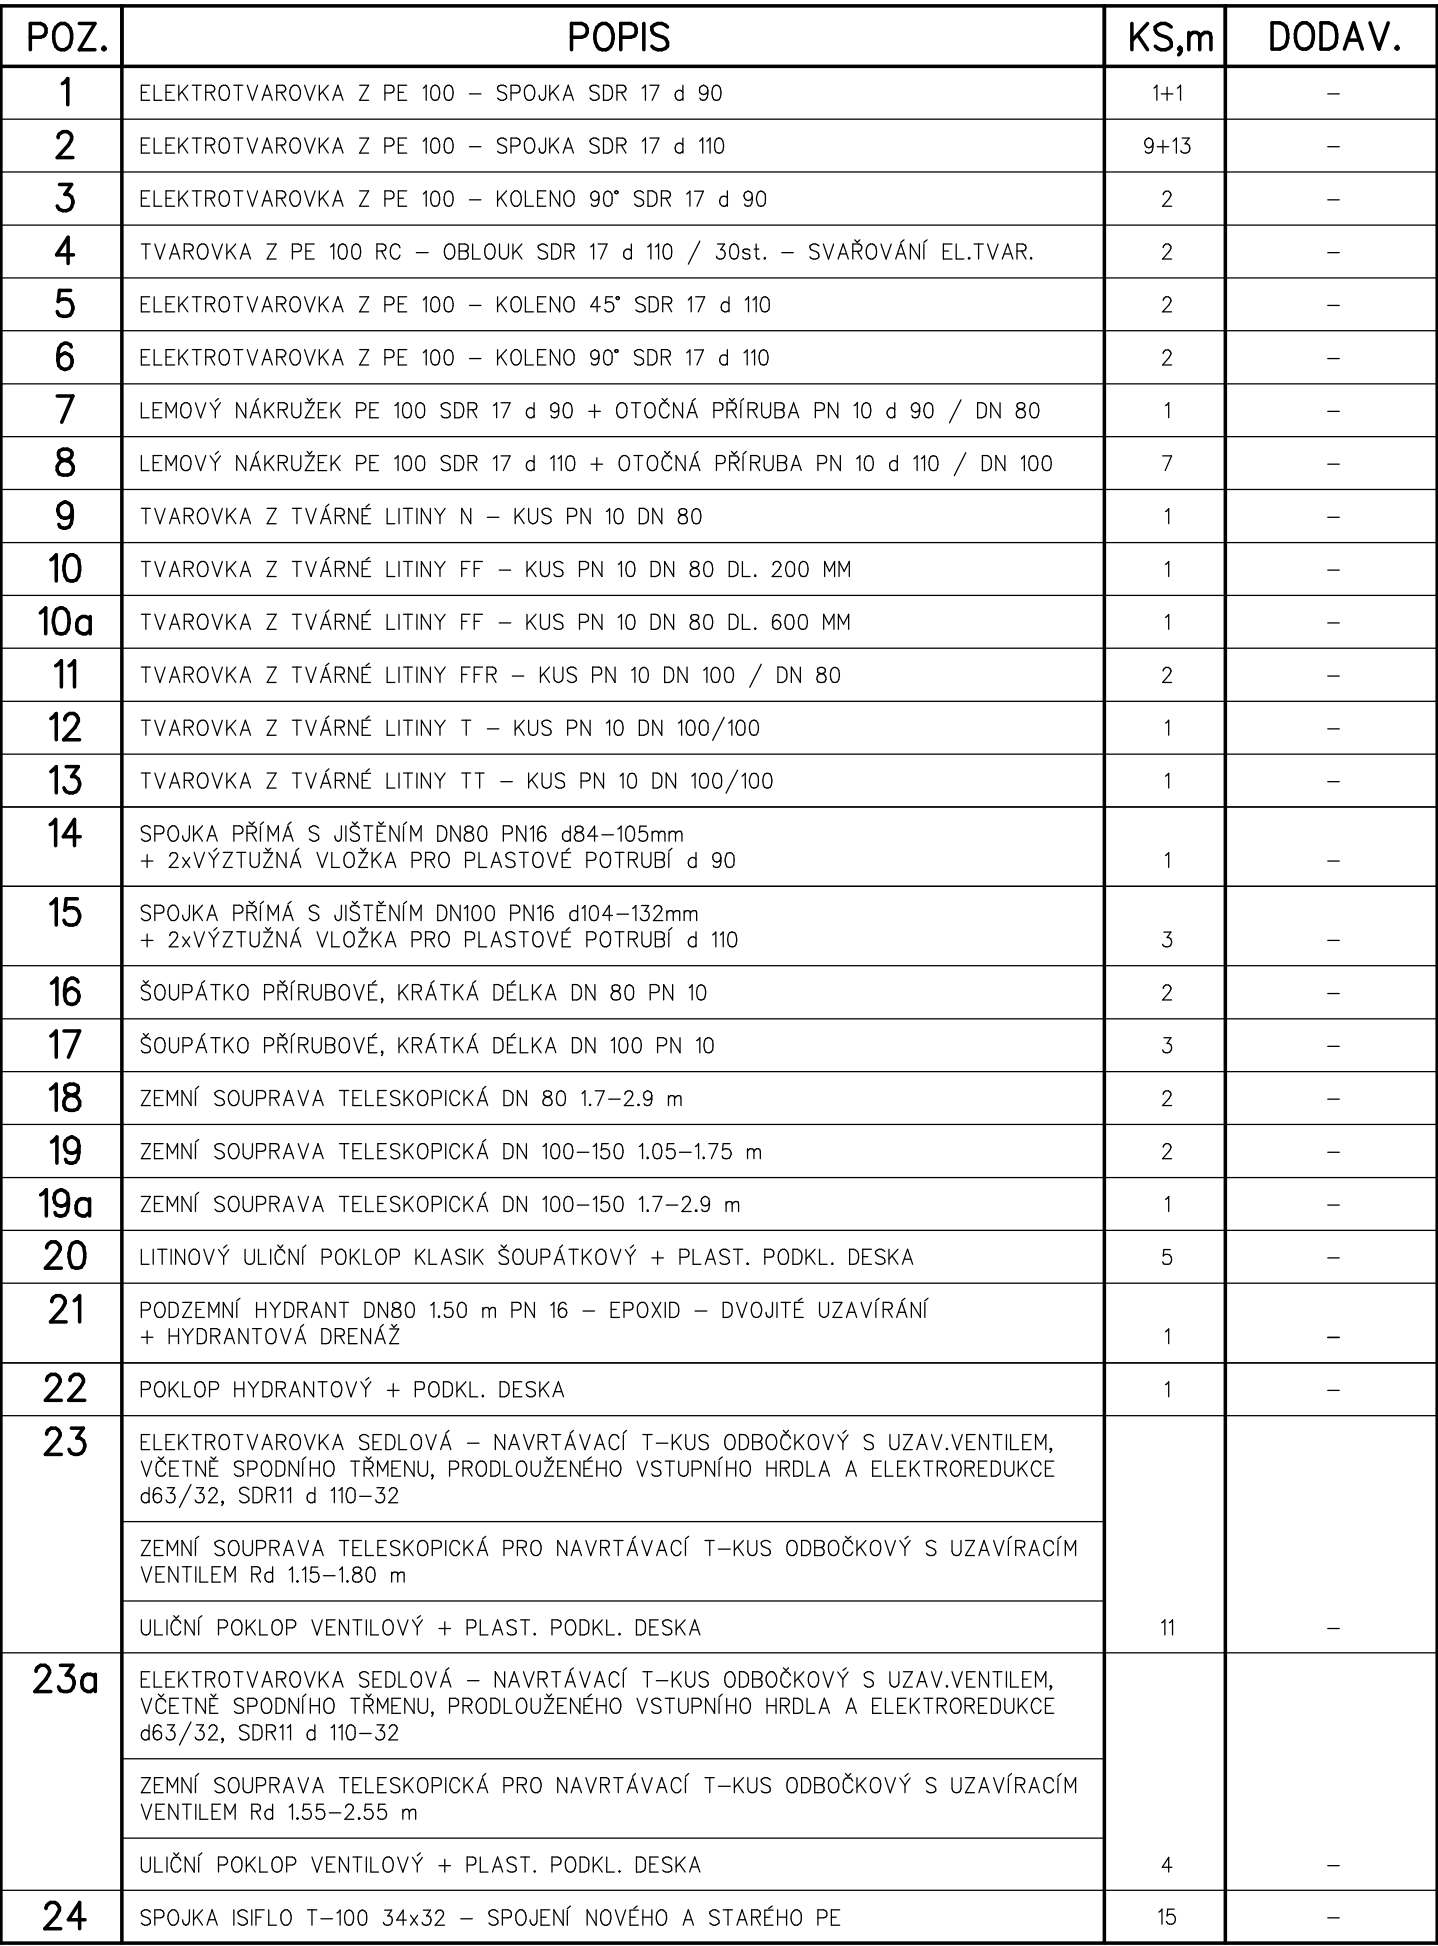 POZ. POPIS KS,m DODAV.
1 ELEKTROTVAROVKA Z PE 100 – SPOJKA SDR 17 d 90 1+1 –
2 ELEKTROTVAROVKA Z PE 100 – SPOJKA SDR 17 d 110 9+13 –
3 ELEKTROTVAROVKA Z PE 100 – KOLENO 90° SDR 17 d 90 2 –
4 TVAROVKA Z PE 100 RC – OBLOUK SDR 17 d 110 / 30st. – SVAŘOVÁNÍ EL.TVAR. 2 –
5 ELEKTROTVAROVKA Z PE 100 – KOLENO 45° SDR 17 d 110 2 –
6 ELEKTROTVAROVKA Z PE 100 – KOLENO 90° SDR 17 d 110 2 –
7 LEMOVÝ NÁKRUŽEK PE 100 SDR 17 d 90 + OTOČNÁ PŘÍRUBA PN 10 d 90 / DN 80 1 –
8 LEMOVÝ NÁKRUŽEK PE 100 SDR 17 d 110 + OTOČNÁ PŘÍRUBA PN 10 d 110 / DN 100 7 –
9 TVAROVKA Z TVÁRNÉ LITINY N – KUS PN 10 DN 80 1 –
10 TVAROVKA Z TVÁRNÉ LITINY FF – KUS PN 10 DN 80 DL. 200 MM 1 –
10a TVAROVKA Z TVÁRNÉ LITINY FF – KUS PN 10 DN 80 DL. 600 MM 1 –
11 TVAROVKA Z TVÁRNÉ LITINY FFR – KUS PN 10 DN 100 / DN 80 2 –
12 TVAROVKA Z TVÁRNÉ LITINY T – KUS PN 10 DN 100/100 1 –
13 TVAROVKA Z TVÁRNÉ LITINY TT – KUS PN 10 DN 100/100 1 –
14 SPOJKA PŘÍMÁ S JIŠTĚNÍM DN80 PN16 d84–105mm
+ 2xVÝZTUŽNÁ VLOŽKA PRO PLASTOVÉ POTRUBÍ d 90 1 –
15 SPOJKA PŘÍMÁ S JIŠTĚNÍM DN100 PN16 d104–132mm
+ 2xVÝZTUŽNÁ VLOŽKA PRO PLASTOVÉ POTRUBÍ d 110 3 –
16 ŠOUPÁTKO PŘÍRUBOVÉ, KRÁTKÁ DÉLKA DN 80 PN 10 2 –
17 ŠOUPÁTKO PŘÍRUBOVÉ, KRÁTKÁ DÉLKA DN 100 PN 10 3 –
18 ZEMNÍ SOUPRAVA TELESKOPICKÁ DN 80 1.7–2.9 m 2 –
19 ZEMNÍ SOUPRAVA TELESKOPICKÁ DN 100–150 1.05–1.75 m 2 –
19a ZEMNÍ SOUPRAVA TELESKOPICKÁ DN 100–150 1.7–2.9 m 1 –
20 LITINOVÝ ULIČNÍ POKLOP KLASIK ŠOUPÁTKOVÝ + PLAST. PODKL. DESKA 5 –
21 PODZEMNÍ HYDRANT DN80 1.50 m PN 16 – EPOXID – DVOJITÉ UZAVÍRÁNÍ
+ HYDRANTOVÁ DRENÁŽ 1 –
22 POKLOP HYDRANTOVÝ + PODKL. DESKA 1 –
23 ELEKTROTVAROVKA SEDLOVÁ – NAVRTÁVACÍ T–KUS ODBOČKOVÝ S UZAV.VENTILEM,
VČETNĚ SPODNÍHO TŘMENU, PRODLOUŽENÉHO VSTUPNÍHO HRDLA A ELEKTROREDUKCE
d63/32, SDR11 d 110–32
ZEMNÍ SOUPRAVA TELESKOPICKÁ PRO NAVRTÁVACÍ T–KUS ODBOČKOVÝ S UZAVÍRACÍM
VENTILEM Rd 1.15–1.80 m
ULIČNÍ POKLOP VENTILOVÝ + PLAST. PODKL. DESKA 11 –
23a ELEKTROTVAROVKA SEDLOVÁ – NAVRTÁVACÍ T–KUS ODBOČKOVÝ S UZAV.VENTILEM,
VČETNĚ SPODNÍHO TŘMENU, PRODLOUŽENÉHO VSTUPNÍHO HRDLA A ELEKTROREDUKCE
d63/32, SDR11 d 110–32
ZEMNÍ SOUPRAVA TELESKOPICKÁ PRO NAVRTÁVACÍ T–KUS ODBOČKOVÝ S UZAVÍRACÍM
VENTILEM Rd 1.55–2.55 m
ULIČNÍ POKLOP VENTILOVÝ + PLAST. PODKL. DESKA 4 –
24 SPOJKA ISIFLO T–100 34x32 – SPOJENÍ NOVÉHO A STARÉHO PE 15 –